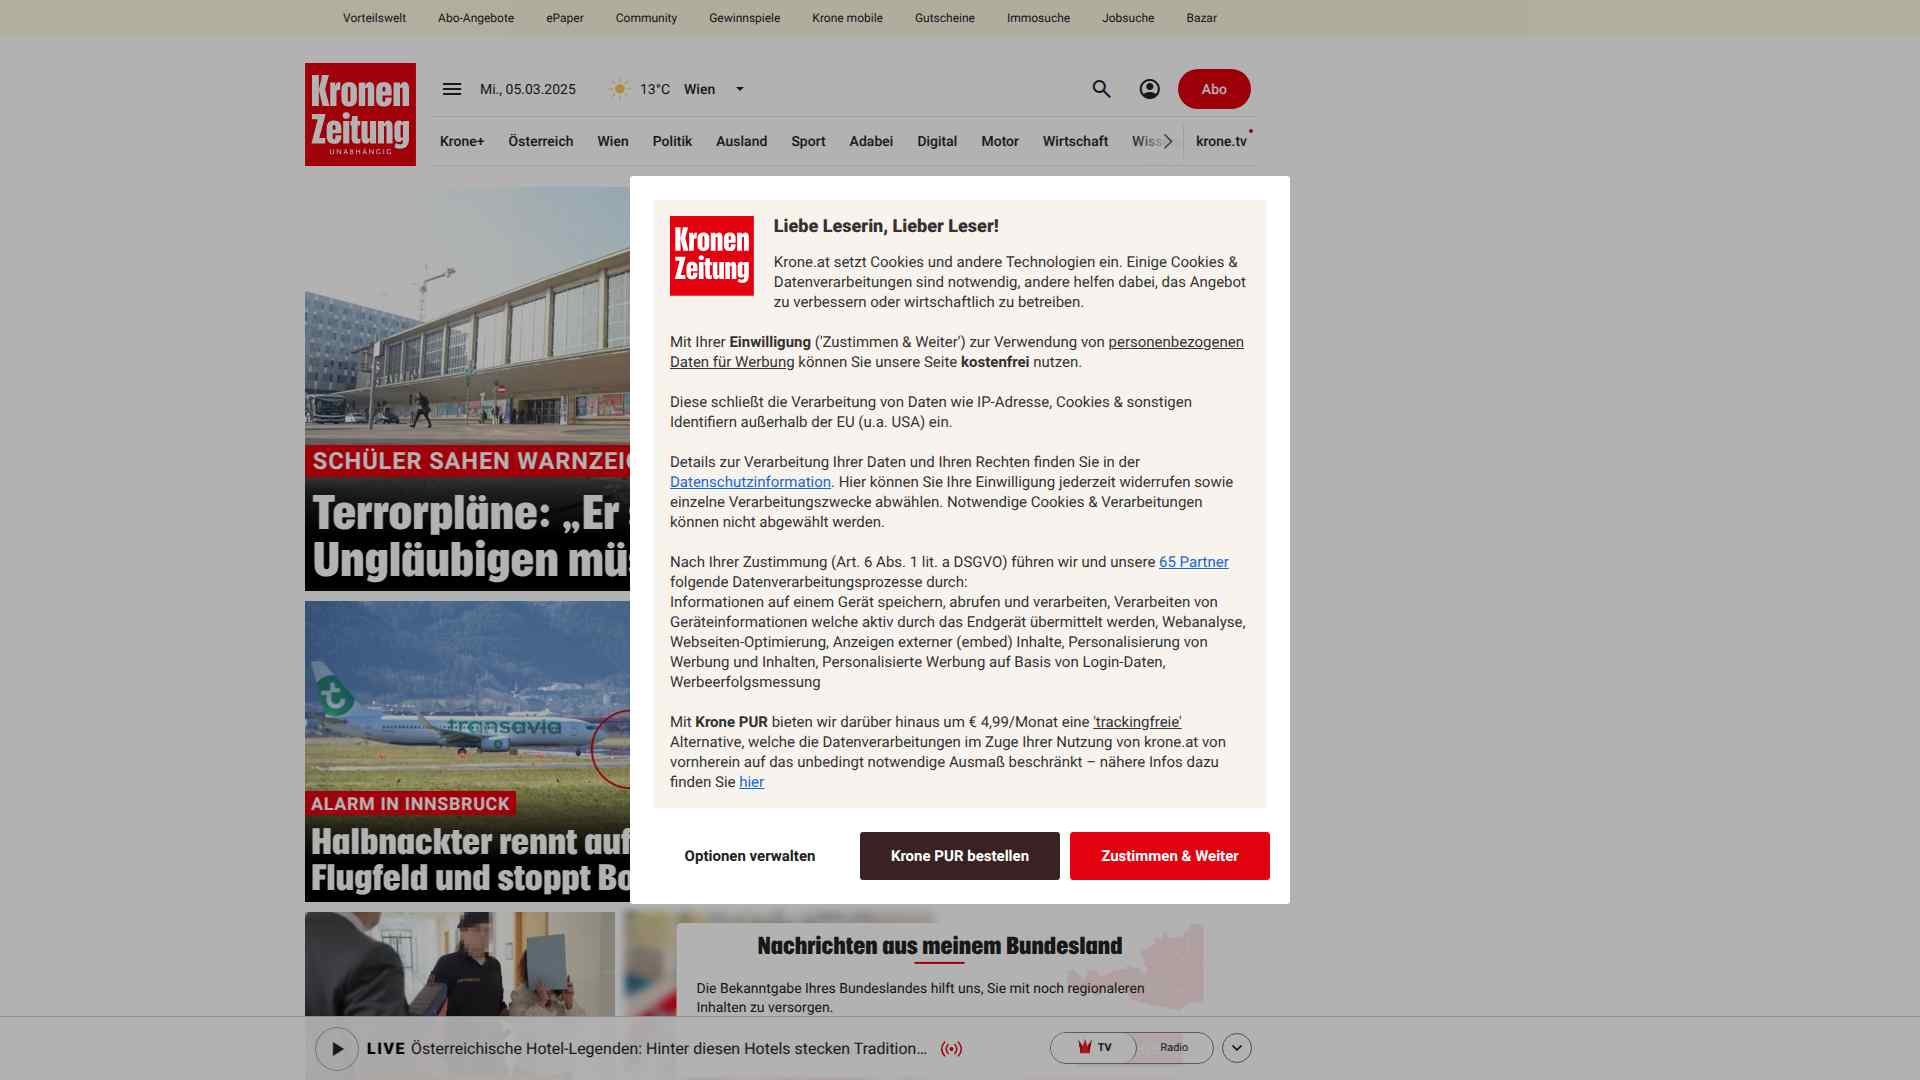 Vorteilswelt Abo-Angebote ePaper Community Gewinnspiele Krone mobile Gutscheine Immosuche Jobsuche Bazar
Kronen
Zeitung
UNABHÄNGIG
Mi., 05.03.2025 13°C Wien Abo
Krone+ Österreich Wien Politik Ausland Sport Adabei Digital Motor Wirtschaft Wiss krone.tv
SCHÜLER SAHEN WARNZEIC
Terrorpläne: „Er
Ungläubigen müs
transavia
ALARM IN INNSBRUCK
Halbnackter rennt auf
Flugfeld und stoppt Bo
Kronen
Zeitung
Liebe Leserin, Lieber Leser!
Krone.at setzt Cookies und andere Technologien ein. Einige Cookies &
Datenverarbeitungen sind notwendig, andere helfen dabei, das Angebot
zu verbessern oder wirtschaftlich zu betreiben.
Mit Ihrer Einwilligung ('Zustimmen & Weiter') zur Verwendung von personenbezogenen
Daten für Werbung können Sie unsere Seite kostenfrei nutzen.
Diese schließt die Verarbeitung von Daten wie IP-Adresse, Cookies & sonstigen
Identifiern außerhalb der EU (u.a. USA) ein.
Details zur Verarbeitung Ihrer Daten und Ihren Rechten finden Sie in der
Datenschutzinformation. Hier können Sie Ihre Einwilligung jederzeit widerrufen sowie
einzelne Verarbeitungszwecke abwählen. Notwendige Cookies & Verarbeitungen
können nicht abgewählt werden.
Nach Ihrer Zustimmung (Art. 6 Abs. 1 lit. a DSGVO) führen wir und unsere 65 Partner
folgende Datenverarbeitungsprozesse durch:
Informationen auf einem Gerät speichern, abrufen und verarbeiten, Verarbeiten von
Geräteinformationen welche aktiv durch das Endgerät übermittelt werden, Webanalyse,
Webseiten-Optimierung, Anzeigen externer (embed) Inhalte, Personalisierung von
Werbung und Inhalten, Personalisierte Werbung auf Basis von Login-Daten,
Werbeerfolgsmessung
Mit Krone PUR bieten wir darüber hinaus um € 4,99/Monat eine 'trackingfreie'
Alternative, welche die Datenverarbeitungen im Zuge Ihrer Nutzung von krone.at von
vornherein auf das unbedingt notwendige Ausmaß beschränkt – nähere Infos dazu
finden Sie hier
Optionen verwalten Krone PUR bestellen Zustimmen & Weiter
Nachrichten aus meinem Bundesland
Die Bekanntgabe Ihres Bundeslandes hilft uns, Sie mit noch regionaleren
Inhalten zu versorgen.
LIVE Österreichische Hotel-Legenden: Hinter diesen Hotels stecken Tradition... TV Radio